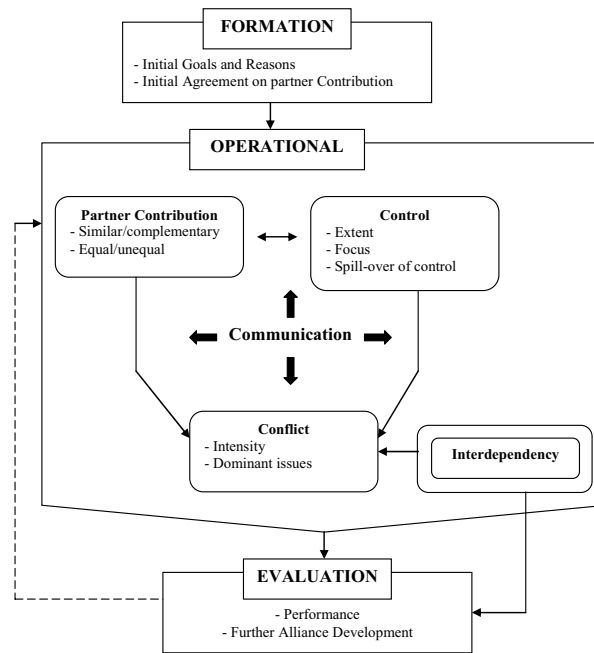 FORMATION
- Initial Goals and Reasons
- Initial Agreement on partner Contribution
OPERATIONAL
Partner Contribution
- Similar/complementary
- Equal/unequal
Control
- Extent
- Focus
- Spill-over of control
Communication
Conflict
- Intensity
- Dominant issues
Interdependency
EVALUATION
- Performance
- Further Alliance Development